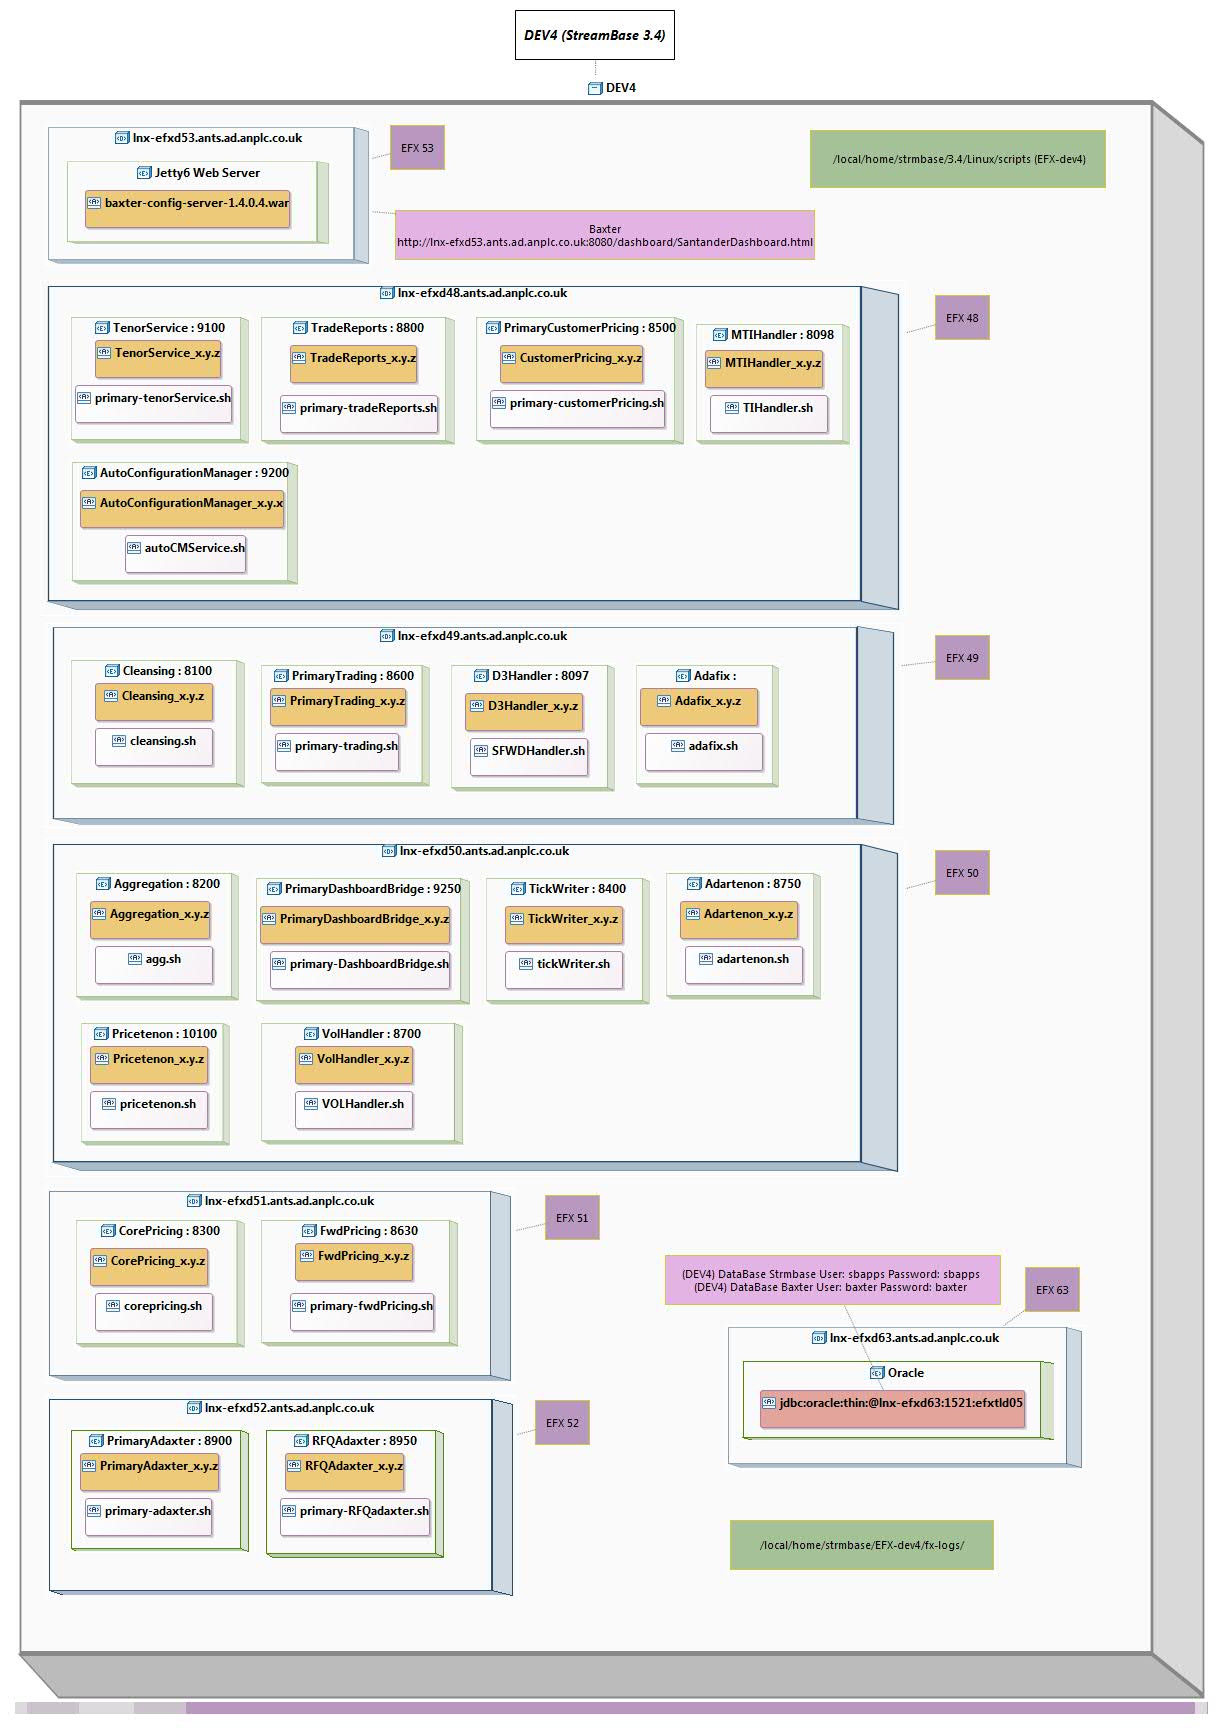 DEV4 (StreamBase 3.4)
DEV4
lnx-efxd53.ants.ad.anplc.co.uk
EFX 53
/local/home/strmbase/3.4/Linux/scripts (EFX-dev4)
Jetty6 Web Server
baxter-config-server-1.4.0.4.war
Baxter
http://lnx-efxd53.ants.ad.anplc.co.uk:8080/dashboard/SantanderDashboard.html
lnx-efxd48.ants.ad.anplc.co.uk
EFX 48
TenorService : 9100
TenorService_x.y.z
primary-tenorService.sh
TradeReports : 8800
TradeReports_x.y.z
primary-tradeReports.sh
PrimaryCustomerPricing : 8500
CustomerPricing_x.y.z
primary-customerPricing.sh
MTIHandler : 8098
MTIHandler_x.y.z
TIHandler.sh
AutoConfigurationManager : 9200
AutoConfigurationManager_x.y.x
autoCMService.sh
lnx-efxd49.ants.ad.anplc.co.uk
EFX 49
Cleansing : 8100
Cleansing_x.y.z
cleansing.sh
PrimaryTrading : 8600
PrimaryTrading_x.y.z
primary-trading.sh
D3Handler : 8097
D3Handler_x.y.z
SFWDHandler.sh
Adafix :
Adafix_x.y.z
adafix.sh
lnx-efxd50.ants.ad.anplc.co.uk
EFX 50
Aggregation : 8200
Aggregation_x.y.z
agg.sh
PrimaryDashboardBridge : 9250
PrimaryDashboardBridge_x.y.z
primary-DashboardBridge.sh
TickWriter : 8400
TickWriter_x.y.z
tickWriter.sh
Adartenon : 8750
Adartenon_x.y.z
adartenon.sh
Pricetenon : 10100
Pricetenon_x.y.z
pricetenon.sh
VolHandler : 8700
VolHandler_x.y.z
VOLHandler.sh
lnx-efxd51.ants.ad.anplc.co.uk
EFX 51
CorePricing : 8300
CorePricing_x.y.z
corepricing.sh
FwdPricing : 8630
FwdPricing_x.y.z
primary-fwdPricing.sh
(DEV4) DataBase Strmbase User: sbapps Password: sbapps
(DEV4) DataBase Baxter User: baxter Password: baxter
EFX 63
lnx-efxd63.ants.ad.anplc.co.uk
Oracle
jdbc:oracle:thin:@lnx-efxd63:1521:efxtld05
lnx-efxd52.ants.ad.anplc.co.uk
EFX 52
PrimaryAdaxter : 8900
PrimaryAdaxter_x.y.z
primary-adaxter.sh
RFQAdaxter : 8950
RFQAdaxter_x.y.z
primary-RFQadaxter.sh
/local/home/strmbase/EFX-dev4/fx-logs/